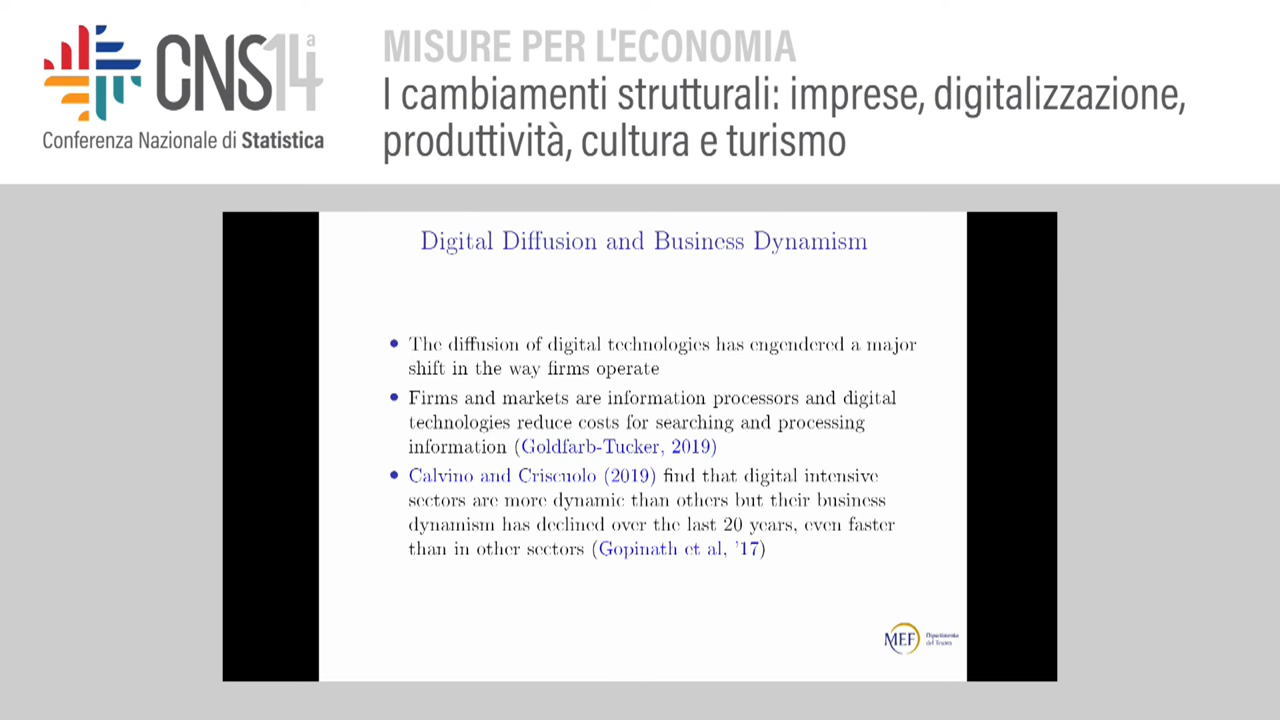 CNS14ª
Conferenza Nazionale di Statistica
MISURE PER L'ECONOMIA
I cambiamenti strutturali: imprese, digitalizzazione,
produttività, cultura e turismo
Digital Diffusion and Business Dynamism
• The diffusion of digital technologies has engendered a major
shift in the way firms operate
• Firms and markets are information processors and digital
technologies reduce costs for searching and processing
information (Goldfarb-Tucker, 2019)
• Calvino and Criscuolo (2019) find that digital intensive
sectors are more dynamic than others but their business
dynamism has declined over the last 20 years, even faster
than in other sectors (Gopinath et al, '17)
MEF
Dipartimento
del Tesoro